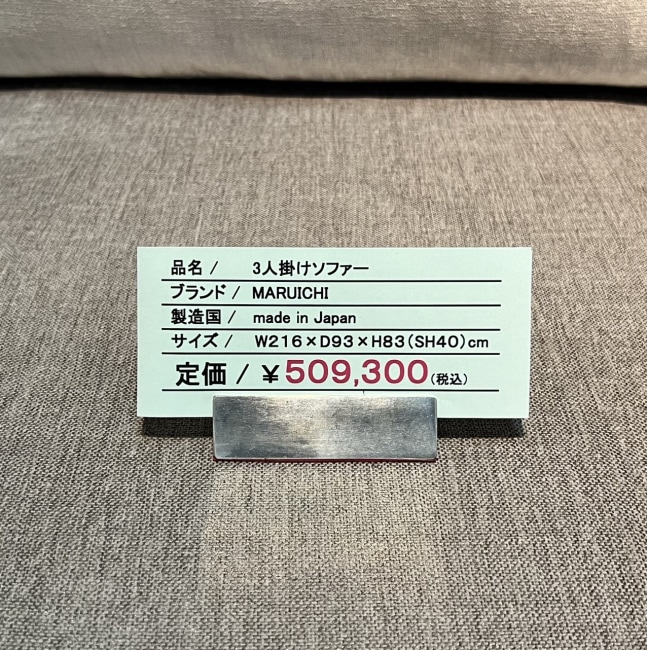 品名 / 3人掛けソファー
ブランド / MARUICHI
製造国 / made in Japan
サイズ / W216×D93×H83(SH40)cm
定価 / ¥509,300(税込)